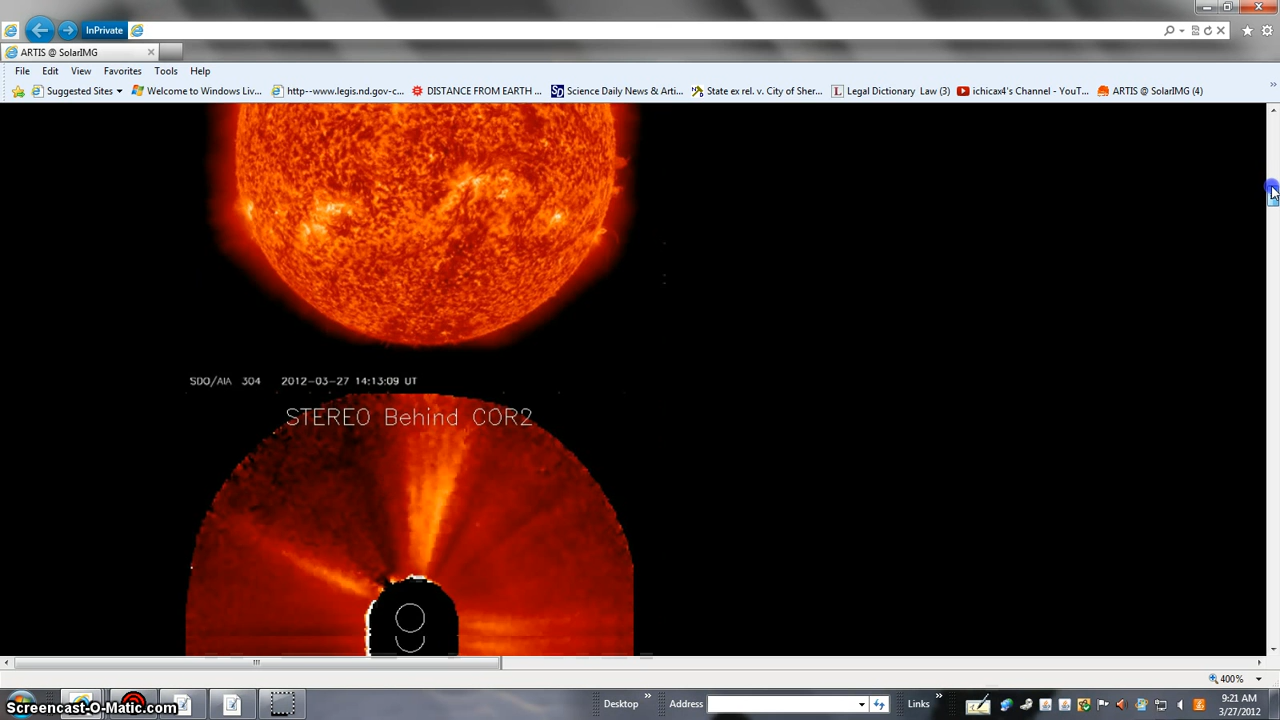 InPrivate
ARTIS @ SolarIMG
File Edit View Favorites Tools Help
Suggested Sites Welcome to Windows Liv... http--www.legis.nd.gov-c... DISTANCE FROM EARTH ... Science Daily News & Arti... State ex rel. v. City of Sher... Legal Dictionary Law (3) ichicax4's Channel - YouT... ARTIS @ SolarIMG (4)
SDO/AIA 304 2012-03-27 14:13:09 UT
STEREO Behind COR2
400%
Desktop Address Links 9:21 AM
Screencast-O-Matic.com 3/27/2012